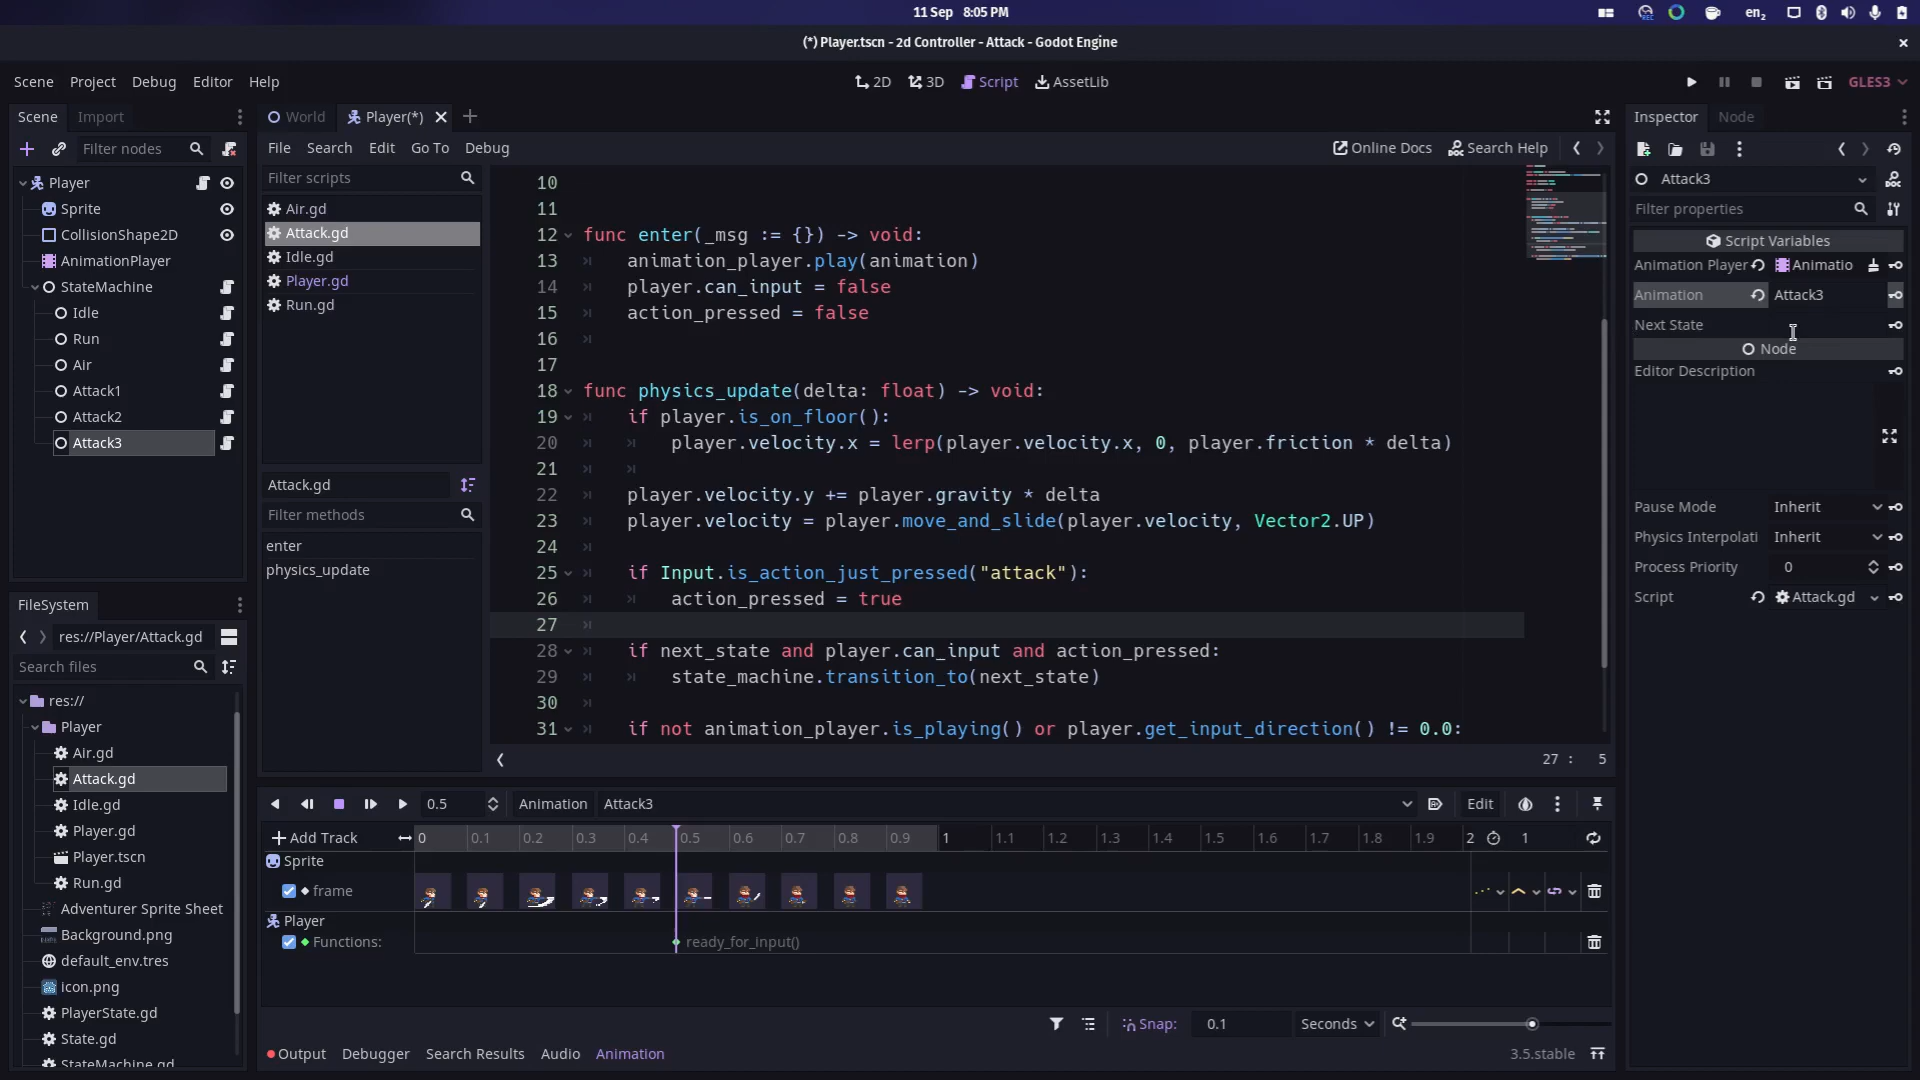 11 Sep 8:05 PM
en₂
(*) Player.tscn - 2d Controller - Attack - Godot Engine
Scene Project Debug Editor Help
2D 3D Script AssetLib
GLES3
Scene Import
Filter nodes
Player
Sprite
CollisionShape2D
AnimationPlayer
StateMachine
Idle
Run
Air
Attack1
Attack2
Attack3
FileSystem
res://Player/Attack.gd
Search files
res://
Player
Air.gd
Attack.gd
Idle.gd
Player.gd
Player.tscn
Run.gd
Adventurer Sprite Sheet
Background.png
default_env.tres
icon.png
PlayerState.gd
State.gd
StateMachine.gd
World Player(*)
File Search Edit Go To Debug
Online Docs Search Help
Filter scripts
Air.gd
Attack.gd
Idle.gd
Player.gd
Run.gd
Attack.gd
Filter methods
enter
physics_update
10
11
12 func enter(_msg := {}) -> void:
13 animation_player.play(animation)
14 player.can_input = false
15 action_pressed = false
16
17
18 func physics_update(delta: float) -> void:
19 if player.is_on_floor():
20 player.velocity.x = lerp(player.velocity.x, 0, player.friction * delta)
21
22 player.velocity.y += player.gravity * delta
23 player.velocity = player.move_and_slide(player.velocity, Vector2.UP)
24
25 if Input.is_action_just_pressed("attack"):
26 action_pressed = true
27
28 if next_state and player.can_input and action_pressed:
29 state_machine.transition_to(next_state)
30
31 if not animation_player.is_playing() or player.get_input_direction() != 0.0:
27 : 5
0.5 Animation Attack3 Edit
Add Track 0 0.1 0.2 0.3 0.4 0.5 0.6 0.7 0.8 0.9 1 1.1 1.2 1.3 1.4 1.5 1.6 1.7 1.8 1.9 2 1
Sprite
frame
Player
Functions: ready_for_input()
Snap: 0.1 Seconds
Output Debugger Search Results Audio Animation 3.5.stable
Inspector Node
Attack3
Filter properties
Script Variables
Animation Player Animatio
Animation Attack3
Next State
Node
Editor Description
Pause Mode Inherit
Physics Interpolati Inherit
Process Priority 0
Script Attack.gd